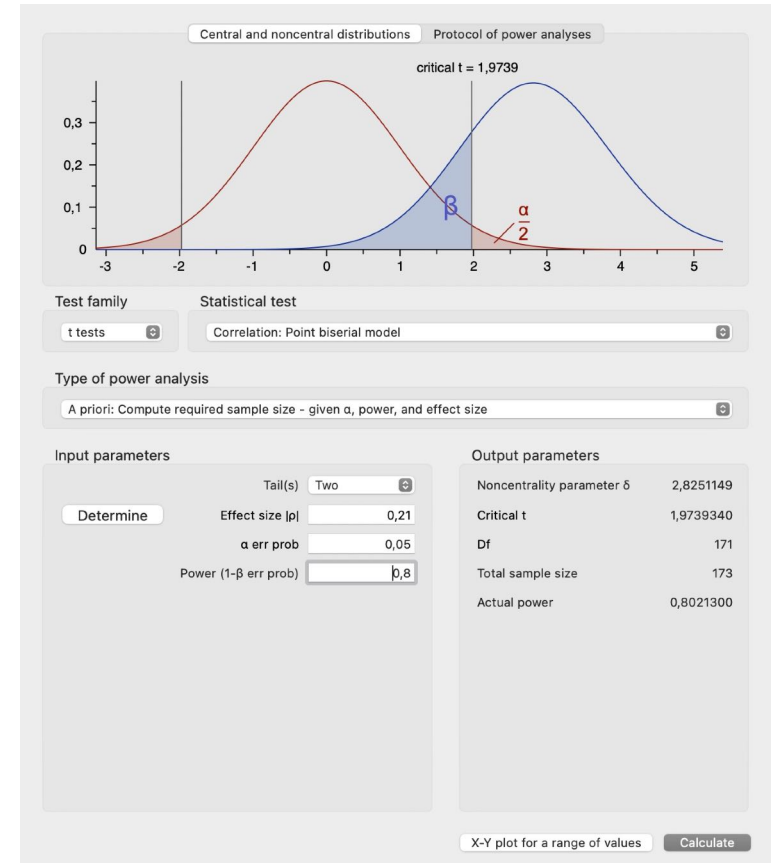 Central and noncentral distributions Protocol of power analyses
critical t = 1,9739
0,3
0,2
0,1
0
β
α
2
-3 -2 -1 0 1 2 3 4 5
Test family Statistical test
t tests Correlation: Point biserial model
Type of power analysis
A priori: Compute required sample size - given α, power, and effect size
Input parameters
Tail(s) Two
Determine Effect size |ρ| 0,21
α err prob 0,05
Power (1-β err prob) 0,8
Output parameters
Noncentrality parameter δ 2,8251149
Critical t 1,9739340
Df 171
Total sample size 173
Actual power 0,8021300
X-Y plot for a range of values Calculate